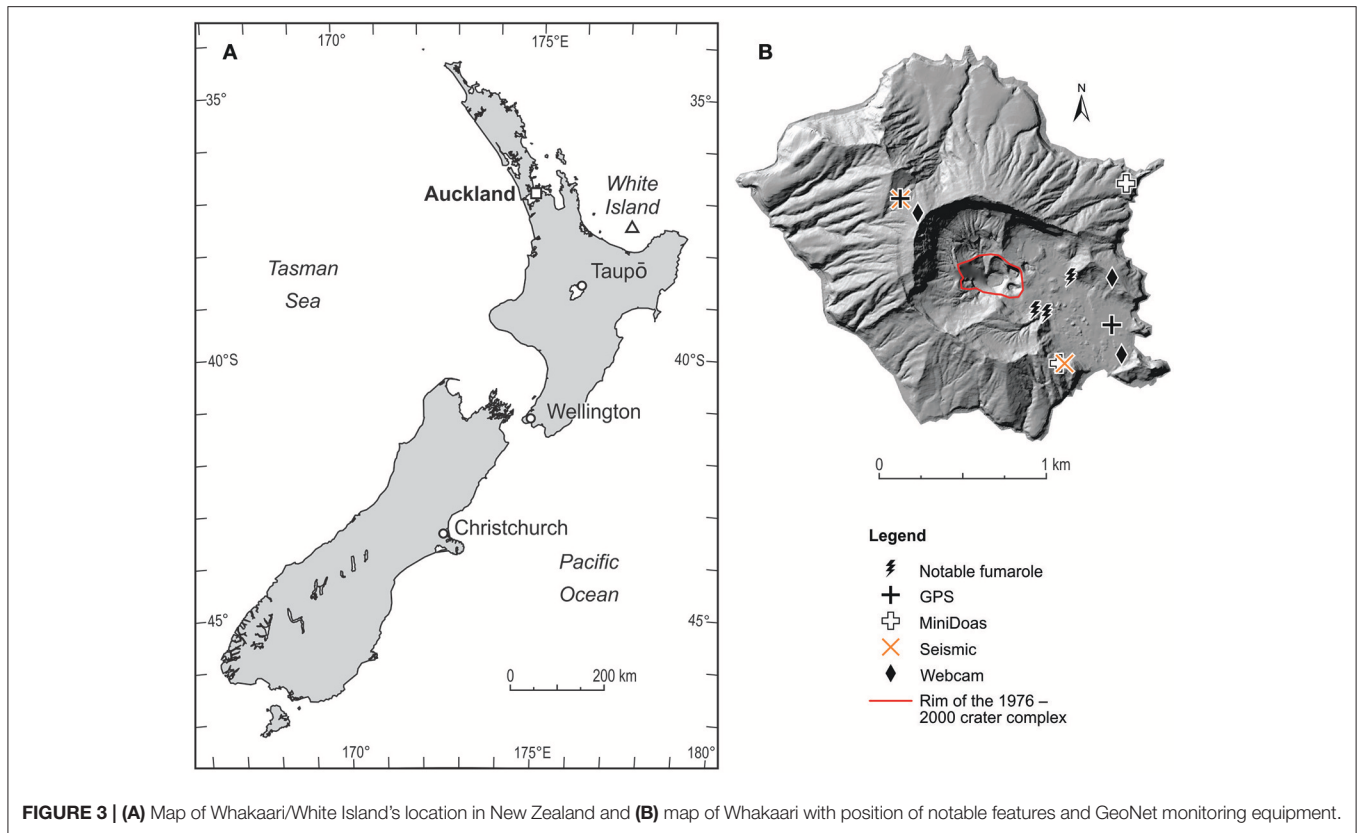 A
170°
175°E
35°
35°
Auckland
White
Island
Taupō
Tasman
Sea
40°S
40°S
Wellington
Christchurch
Pacific
Ocean
45°
45°
0 200 km
170°
175°E
180°
B
N
0 1 km
Legend
Notable fumarole
GPS
MiniDoas
Seismic
Webcam
Rim of the 1976 –
2000 crater complex
FIGURE 3 | (A) Map of Whakaari/White Island's location in New Zealand and (B) map of Whakaari with position of notable features and GeoNet monitoring equipment.